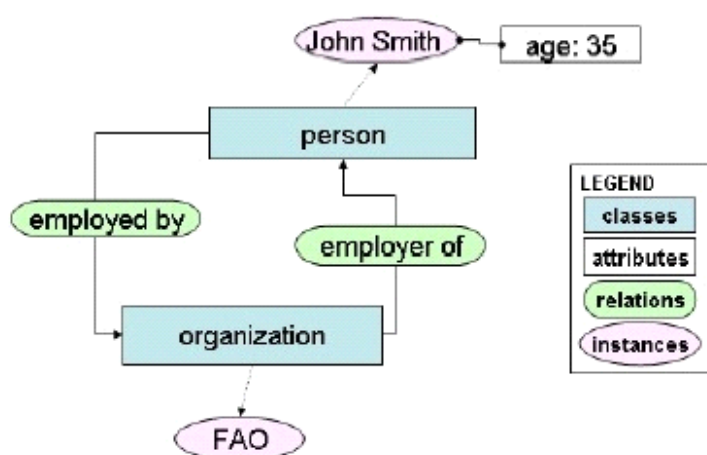 John Smith
age: 35
person
employed by
employer of
organization
FAO
LEGEND
classes
attributes
relations
instances